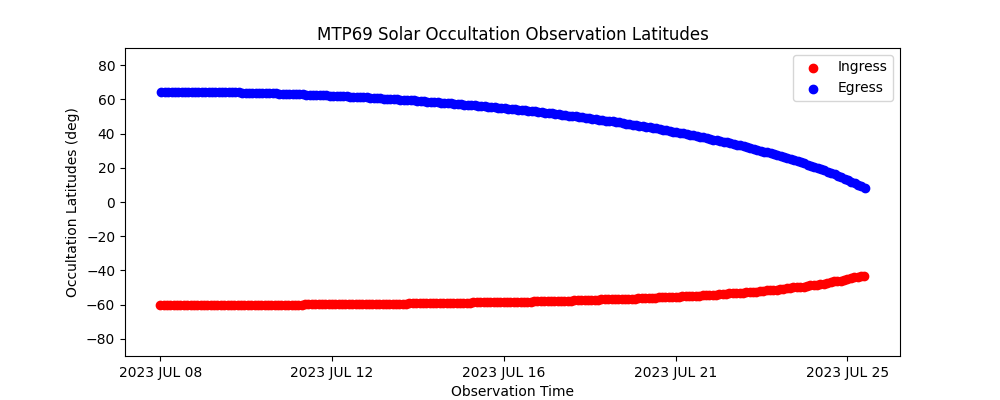 MTP69 Solar Occultation Observation Latitudes
Ingress
Egress
Occultation Latitudes (deg)
80
60
40
20
0
−20
−40
−60
−80
2023 JUL 08
2023 JUL 12
2023 JUL 16
2023 JUL 21
2023 JUL 25
Observation Time